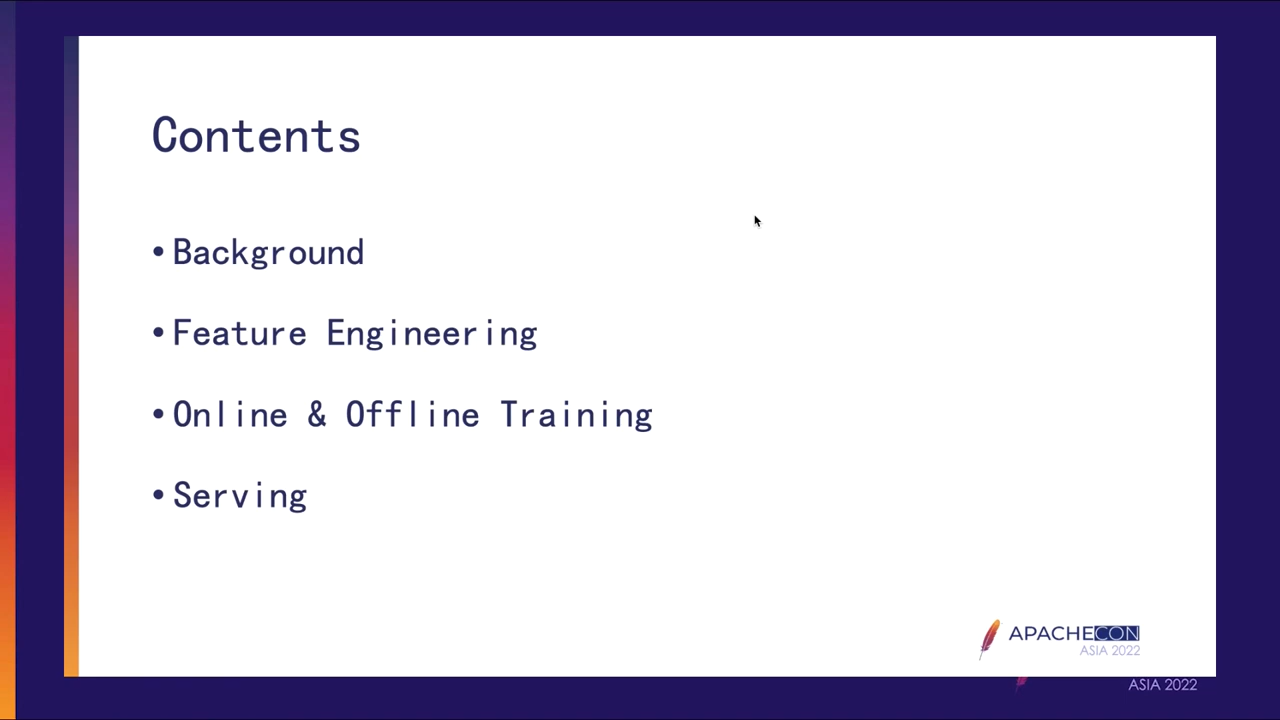 Contents
• Background
• Feature Engineering
• Online & Offline Training
• Serving
APACHECON
ASIA 2022
ASIA 2022